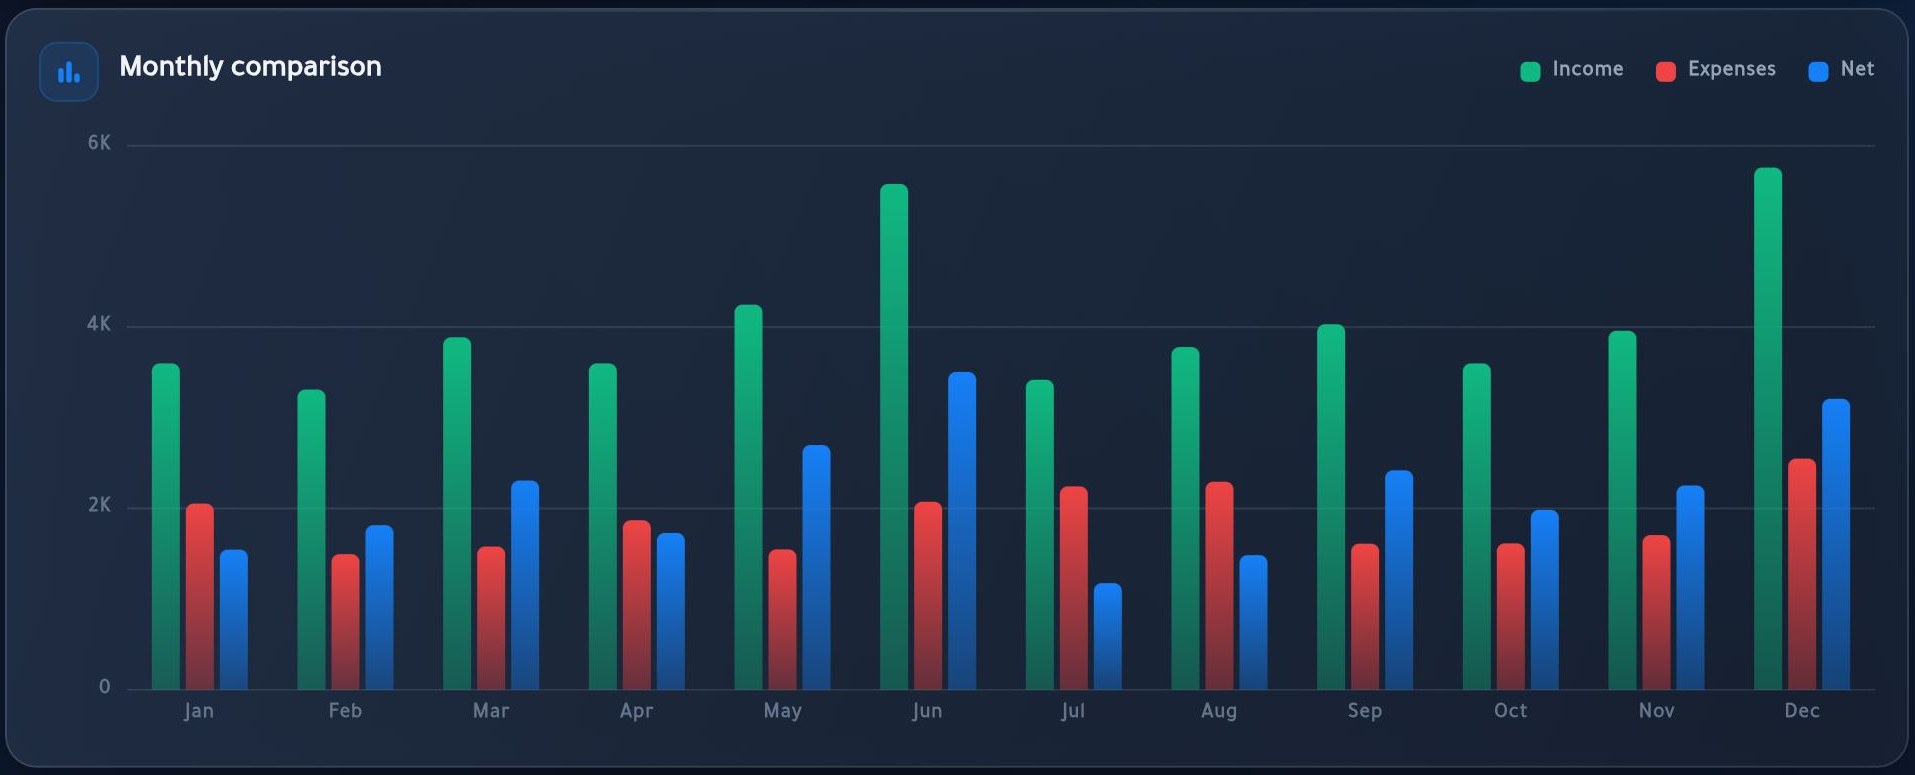 Monthly comparison
Income Expenses Net
6K
4K
2K
0
Jan Feb Mar Apr May Jun Jul Aug Sep Oct Nov Dec